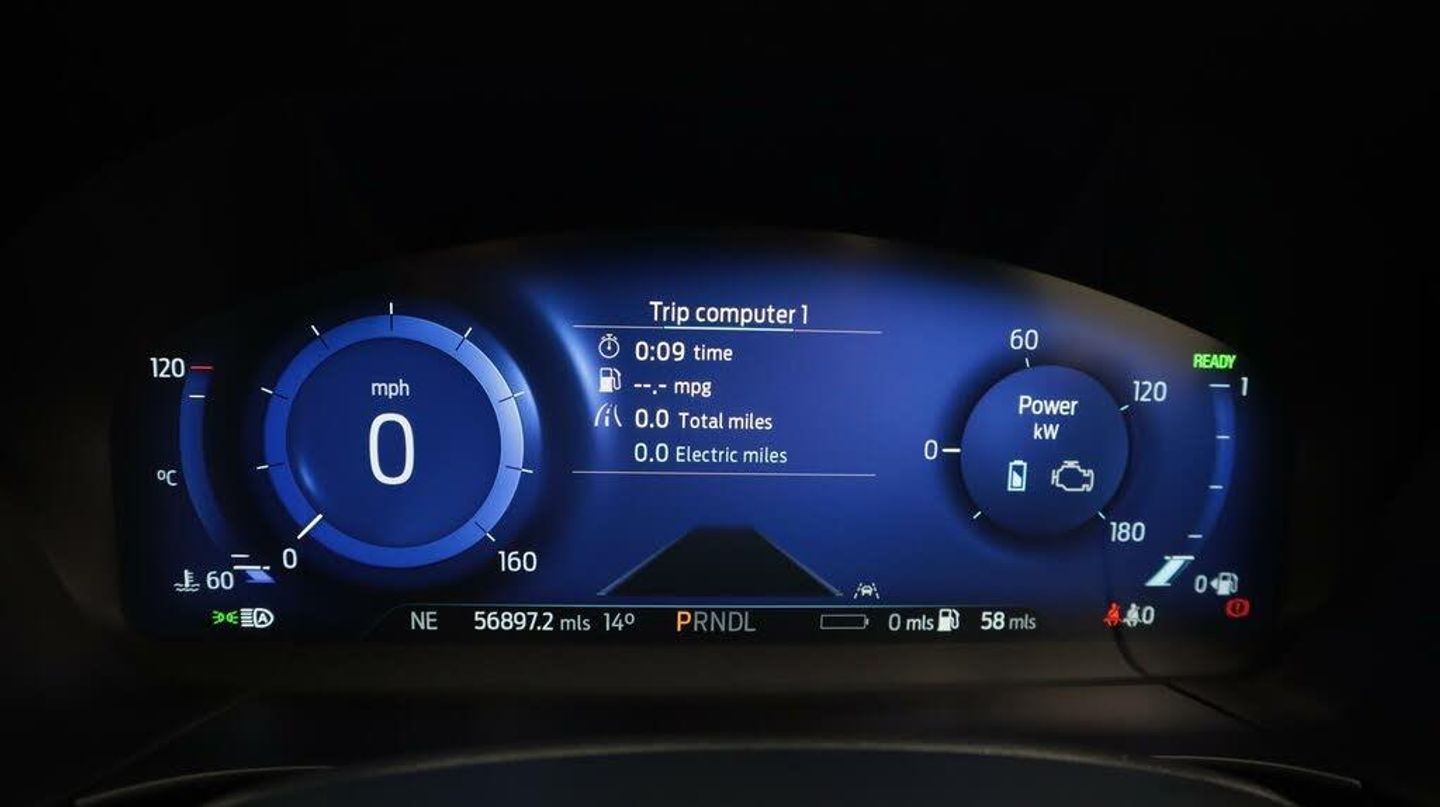 Trip computer 1
0:09 time
--.- mpg
0.0 Total miles
0.0 Electric miles
120
°C
60
mph
0
0
160
Power
kW
0
60
120
180
READY
1
0
A
NE 56897.2 mls 14° PRNDL 0 mls 58 mls
0